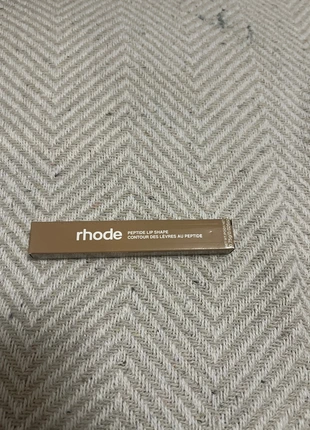 rhode
PEPTIDE LIP SHAPE
CONTOUR DES LÈVRES AU PEPTIDE